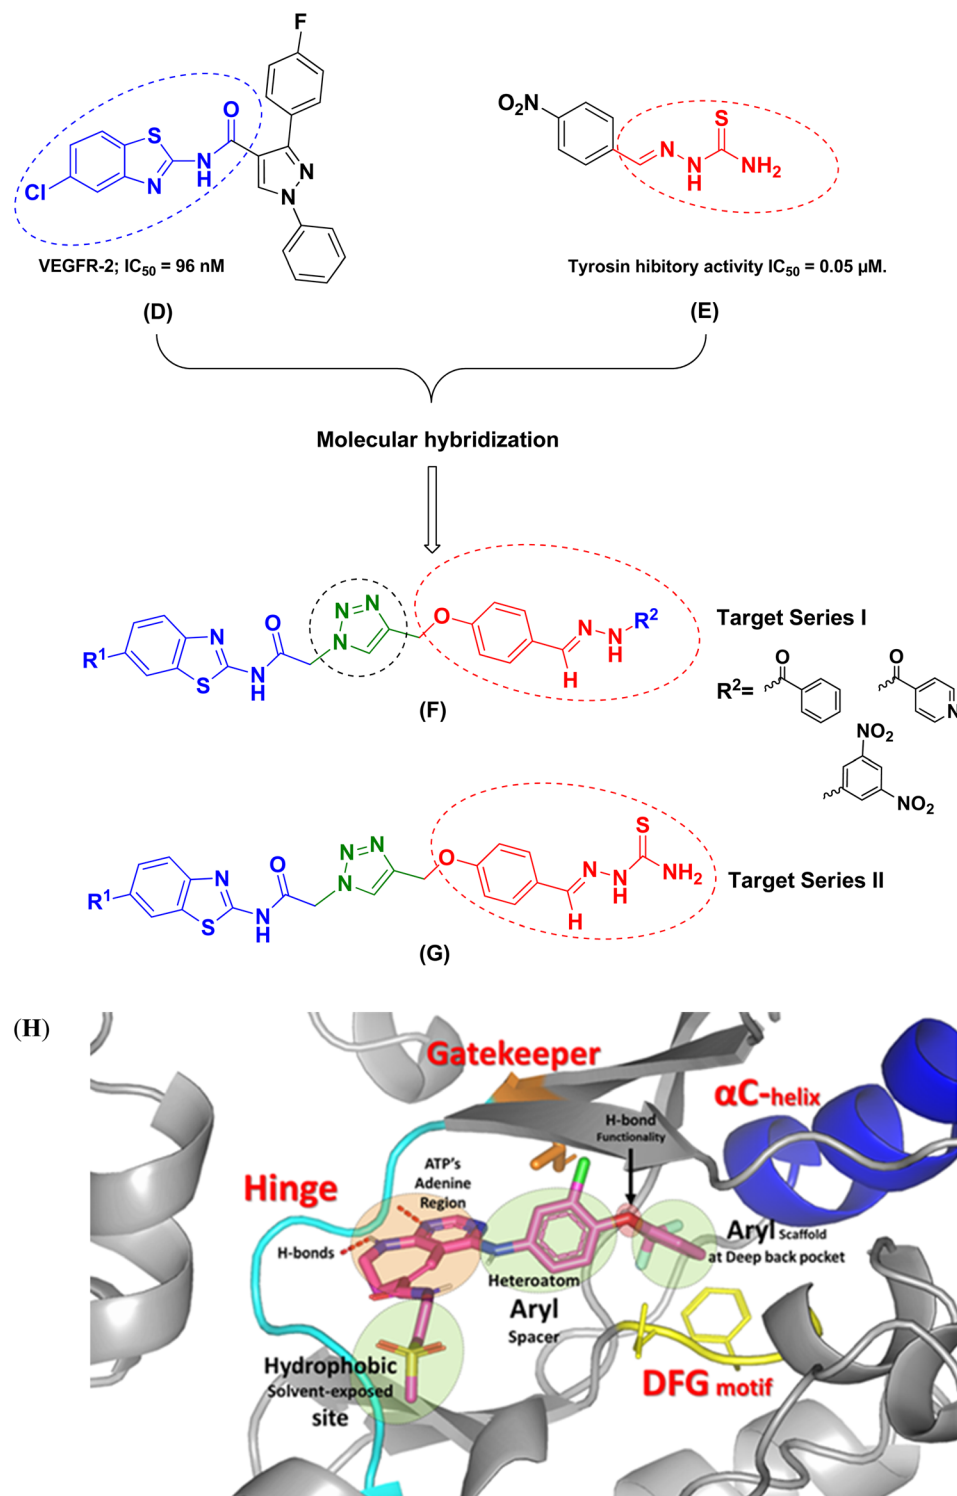 F
O
S
N
N
H
Cl
N
N
VEGFR-2; IC50 = 96 nM
(D)
O2N
S
N
N
H
NH2
Tyrosin hibitory activity IC50 = 0.05 µM.
(E)
Molecular hybridization
R1
N
S
O
N
H
N
N
N
O
N
N
H
H
R2
(F)
Target Series I
R2=
O
O
N
NO2
NO2
R1
N
S
O
N
H
N
N
N
O
H
N
NH
S
NH2
(G)
Target Series II
(H)
Gatekeeper
αC-helix
H-bond
Functionality
Hinge
ATP's
Adenine
Region
H-bonds
Heteroatom
Aryl
Spacer
Aryl Scaffold
at Deep back pocket
Hydrophobic
Solvent-exposed
site
DFG motif